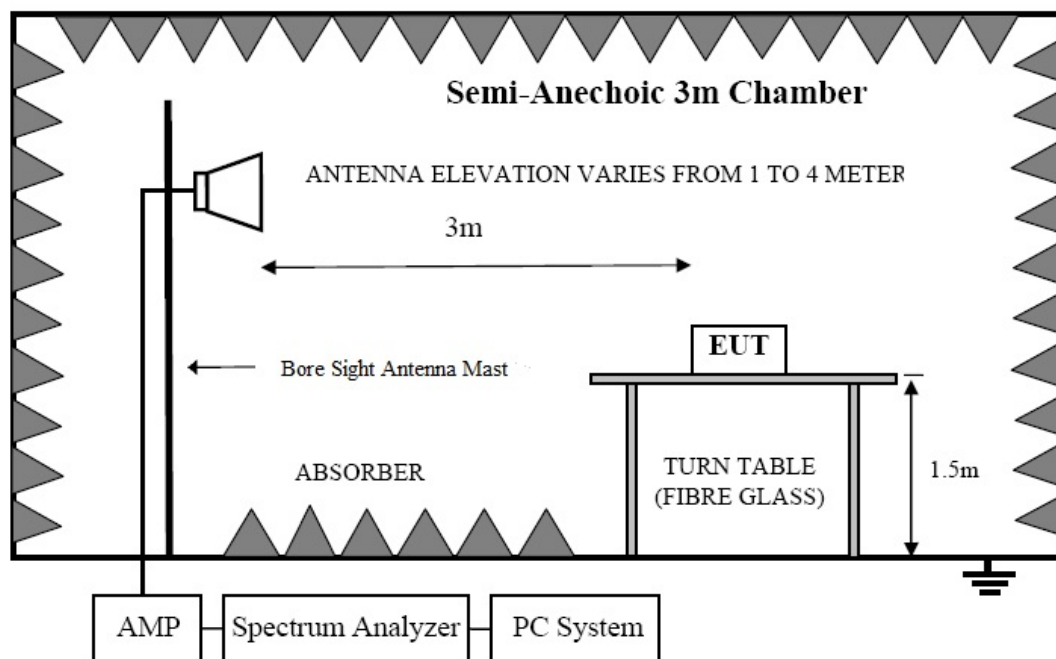 Semi-Anechoic 3m Chamber
ANTENNA ELEVATION VARIES FROM 1 TO 4 METER
3m
EUT
Bore Sight Antenna Mast
ABSORBER
TURN TABLE
(FIBRE GLASS)
1.5m
AMP
Spectrum Analyzer
PC System